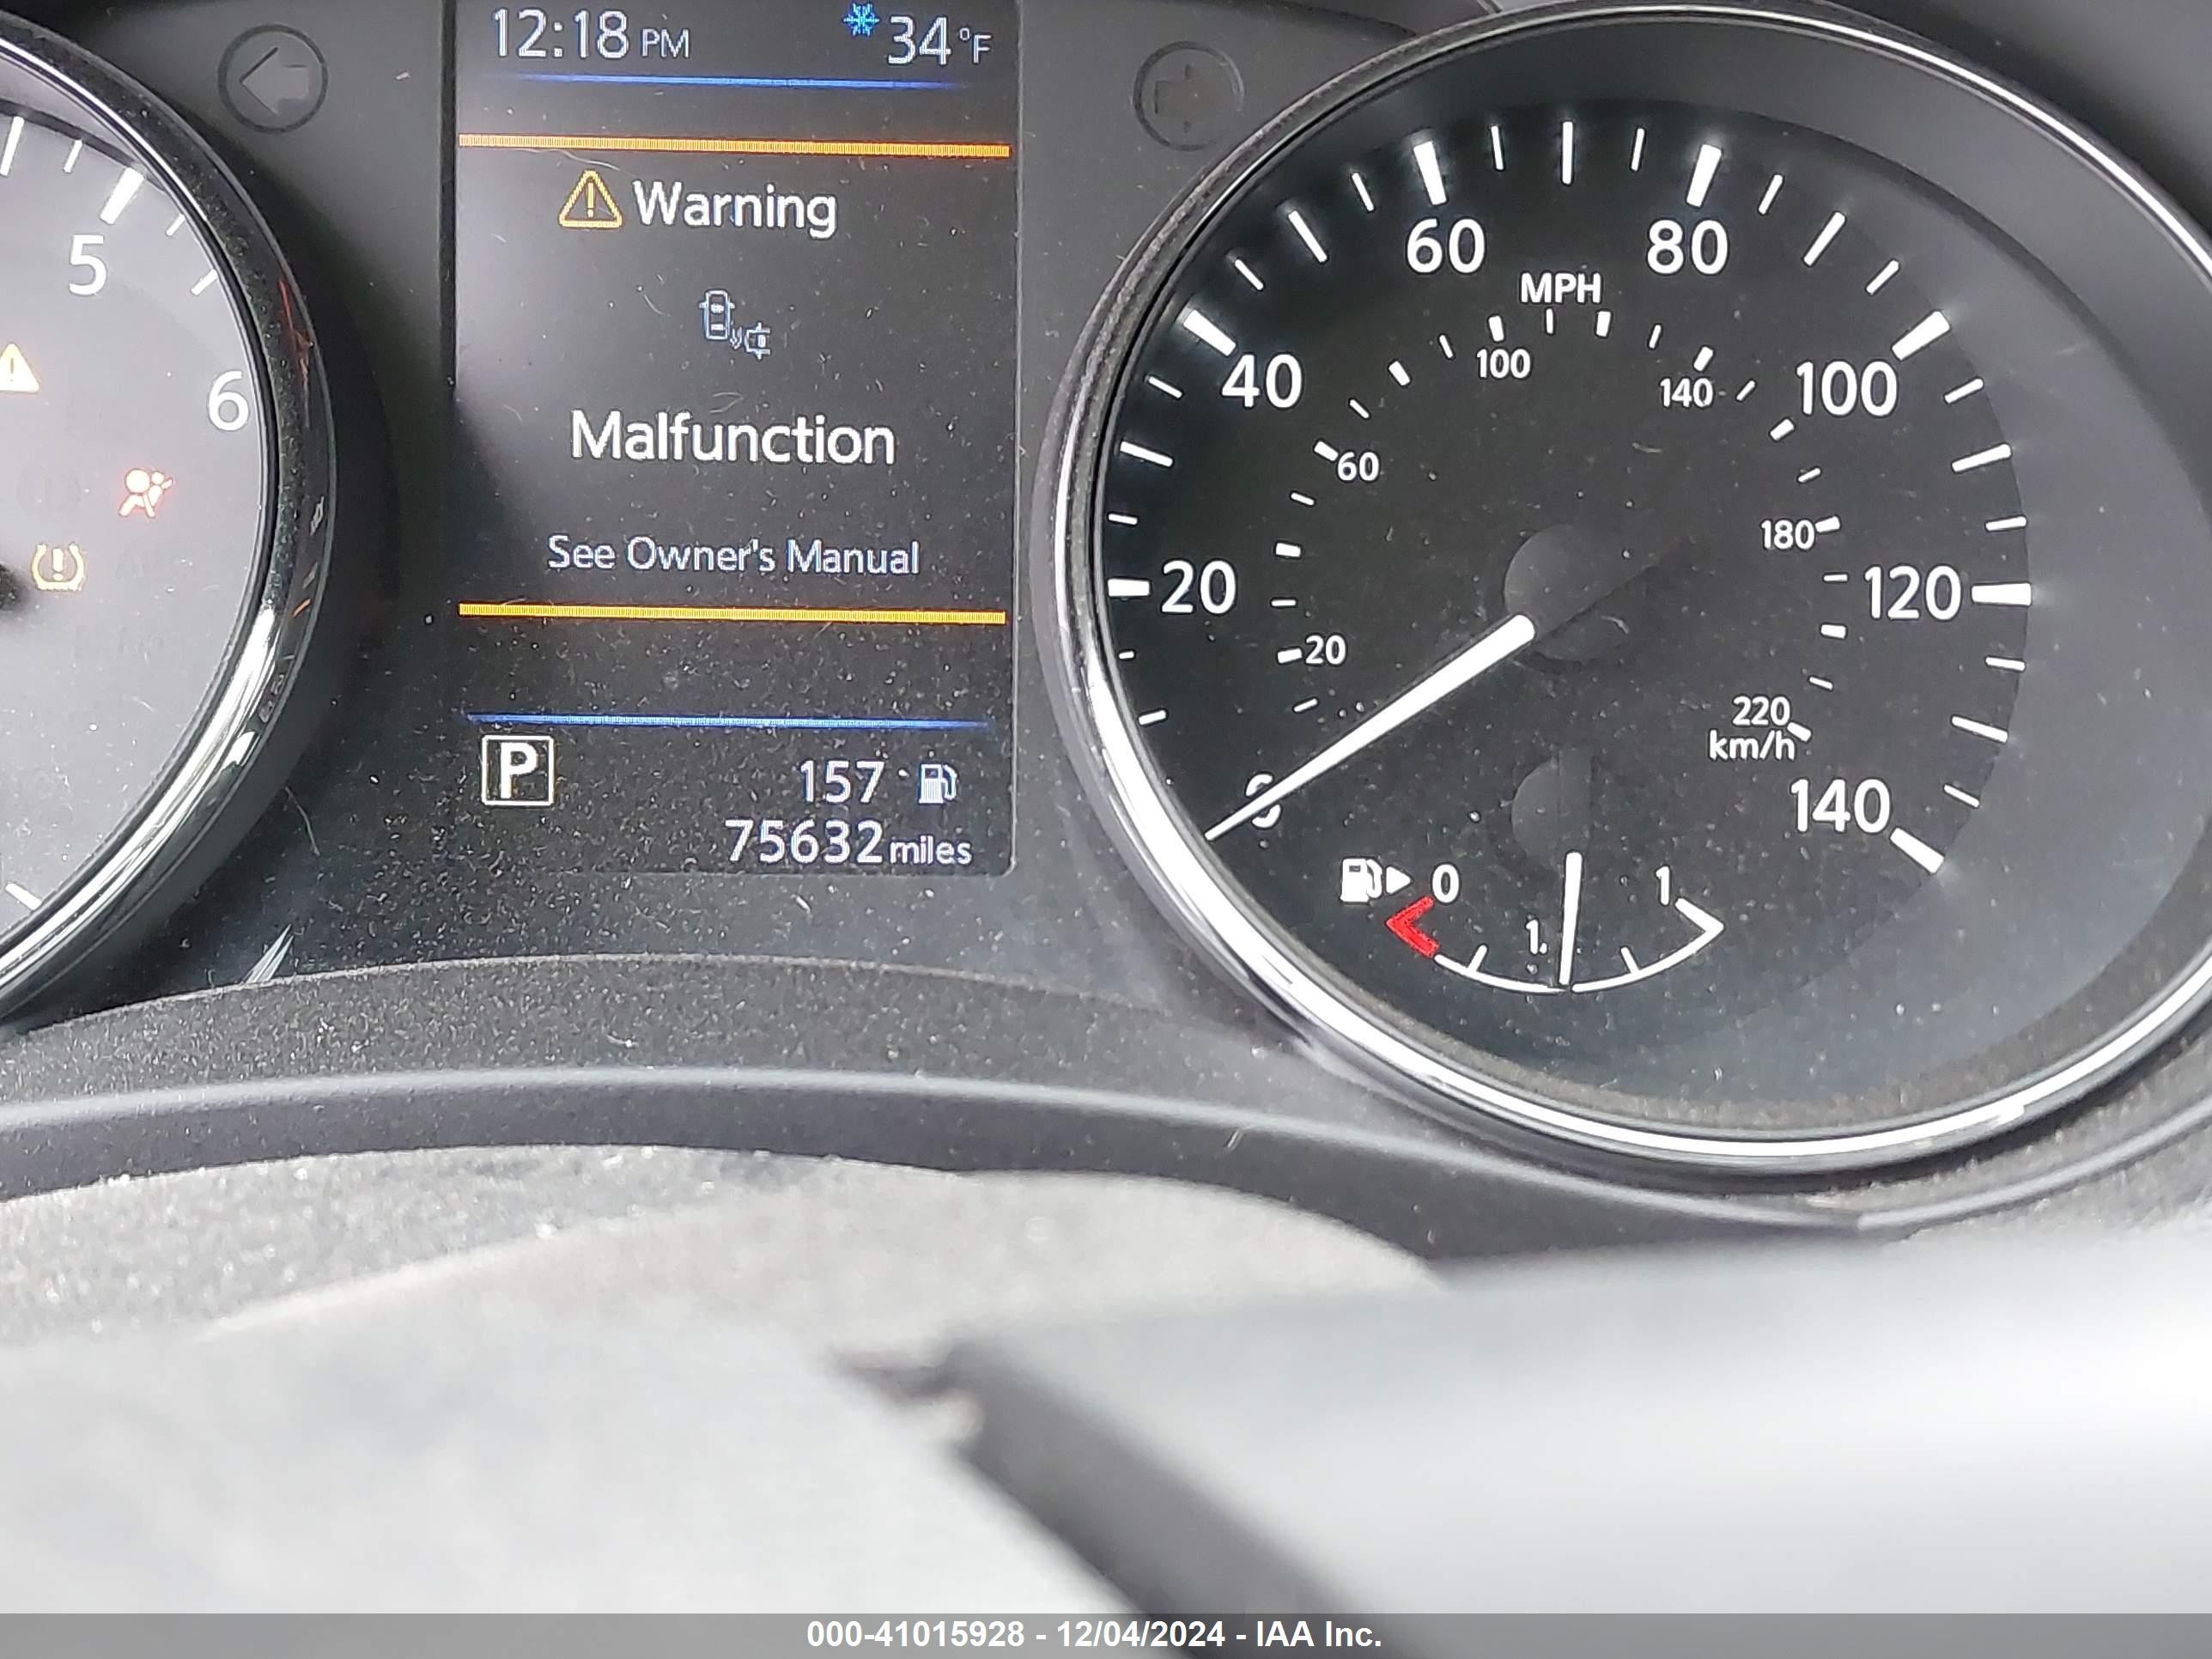 12:18 PM 34°F
Warning
Malfunction
See Owner's Manual
P 157
75632 miles
5
6
MPH
0
20
40
60
80
100
120
140
20
60
100
140
180
220
km/h
0
1
000-41015928 - 12/04/2024 - IAA Inc.